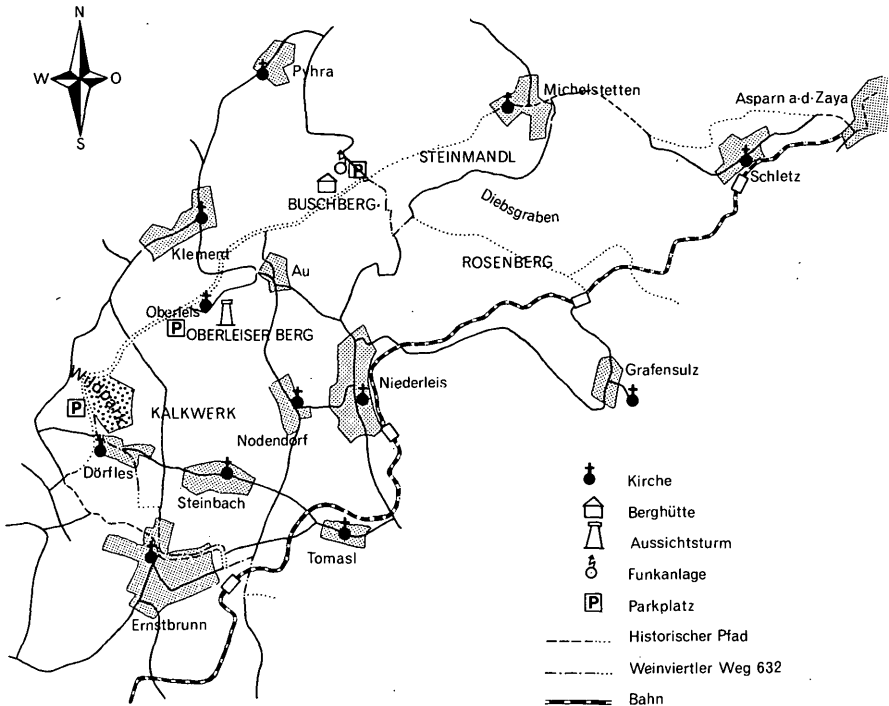 N
W O
S
Pyhra
Michelstetten
Asparn a·d·Zaya
STEINMANDL
Schletz
P
BUSCHBERG
Diebsgraben
Klement
Au
ROSENBERG
Oberleis
P OBERLEISER BERG
Wildpark
Niederleis
Grafensulz
P
KALKWERK
Nodendorf
Dörfles
Steinbach
Tomasl
Ernstbrunn
Kirche
Berghütte
Aussichtsturm
Funkanlage
P Parkplatz
Historischer Pfad
Weinviertler Weg 632
Bahn